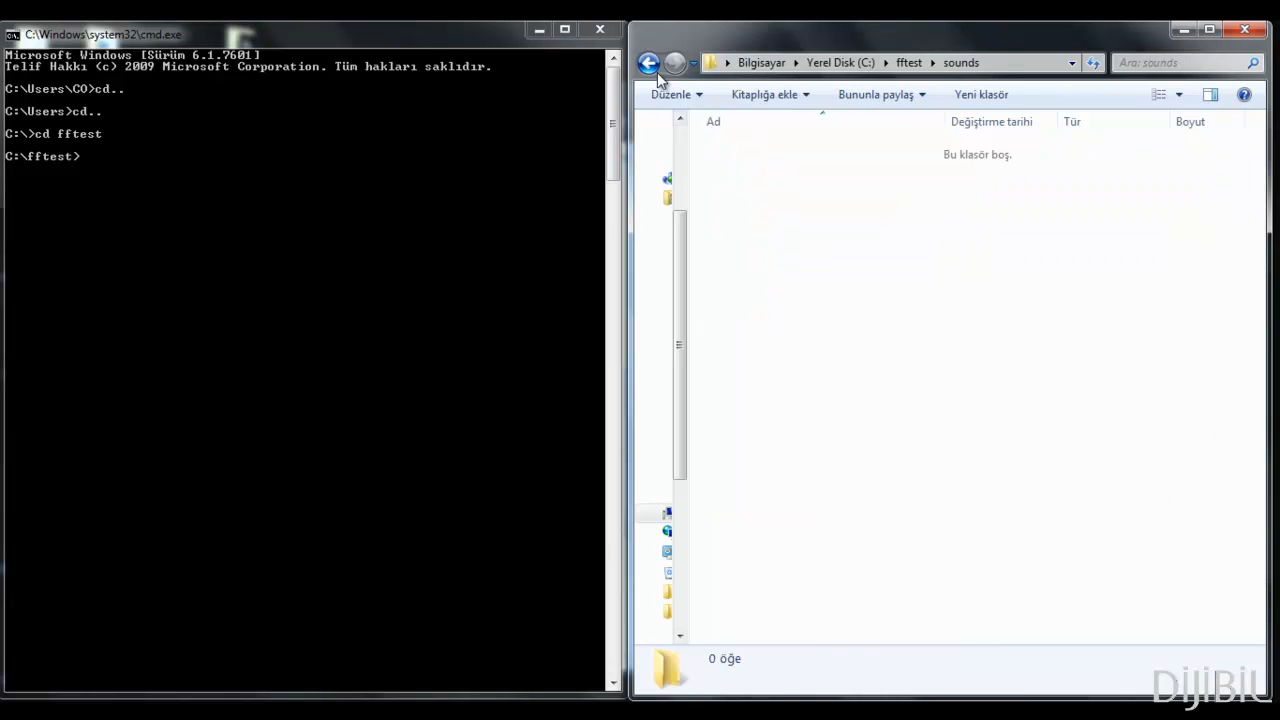 C:\Windows\system32\cmd.exe
Microsoft Windows [Sürüm 6.1.7601]
Telif Hakkı (c) 2009 Microsoft Corporation. Tüm hakları saklıdır.
C:\Users\CO>cd..
C:\Users>cd..
C:\>cd fftest
C:\fftest>
Bilgisayar Yerel Disk (C:) fftest sounds
Ara: sounds
Düzenle Kitaplığa ekle Bununla paylaş Yeni klasör
Ad Değiştirme tarihi Tür Boyut
Bu klasör boş.
0 öğe
DijiBil